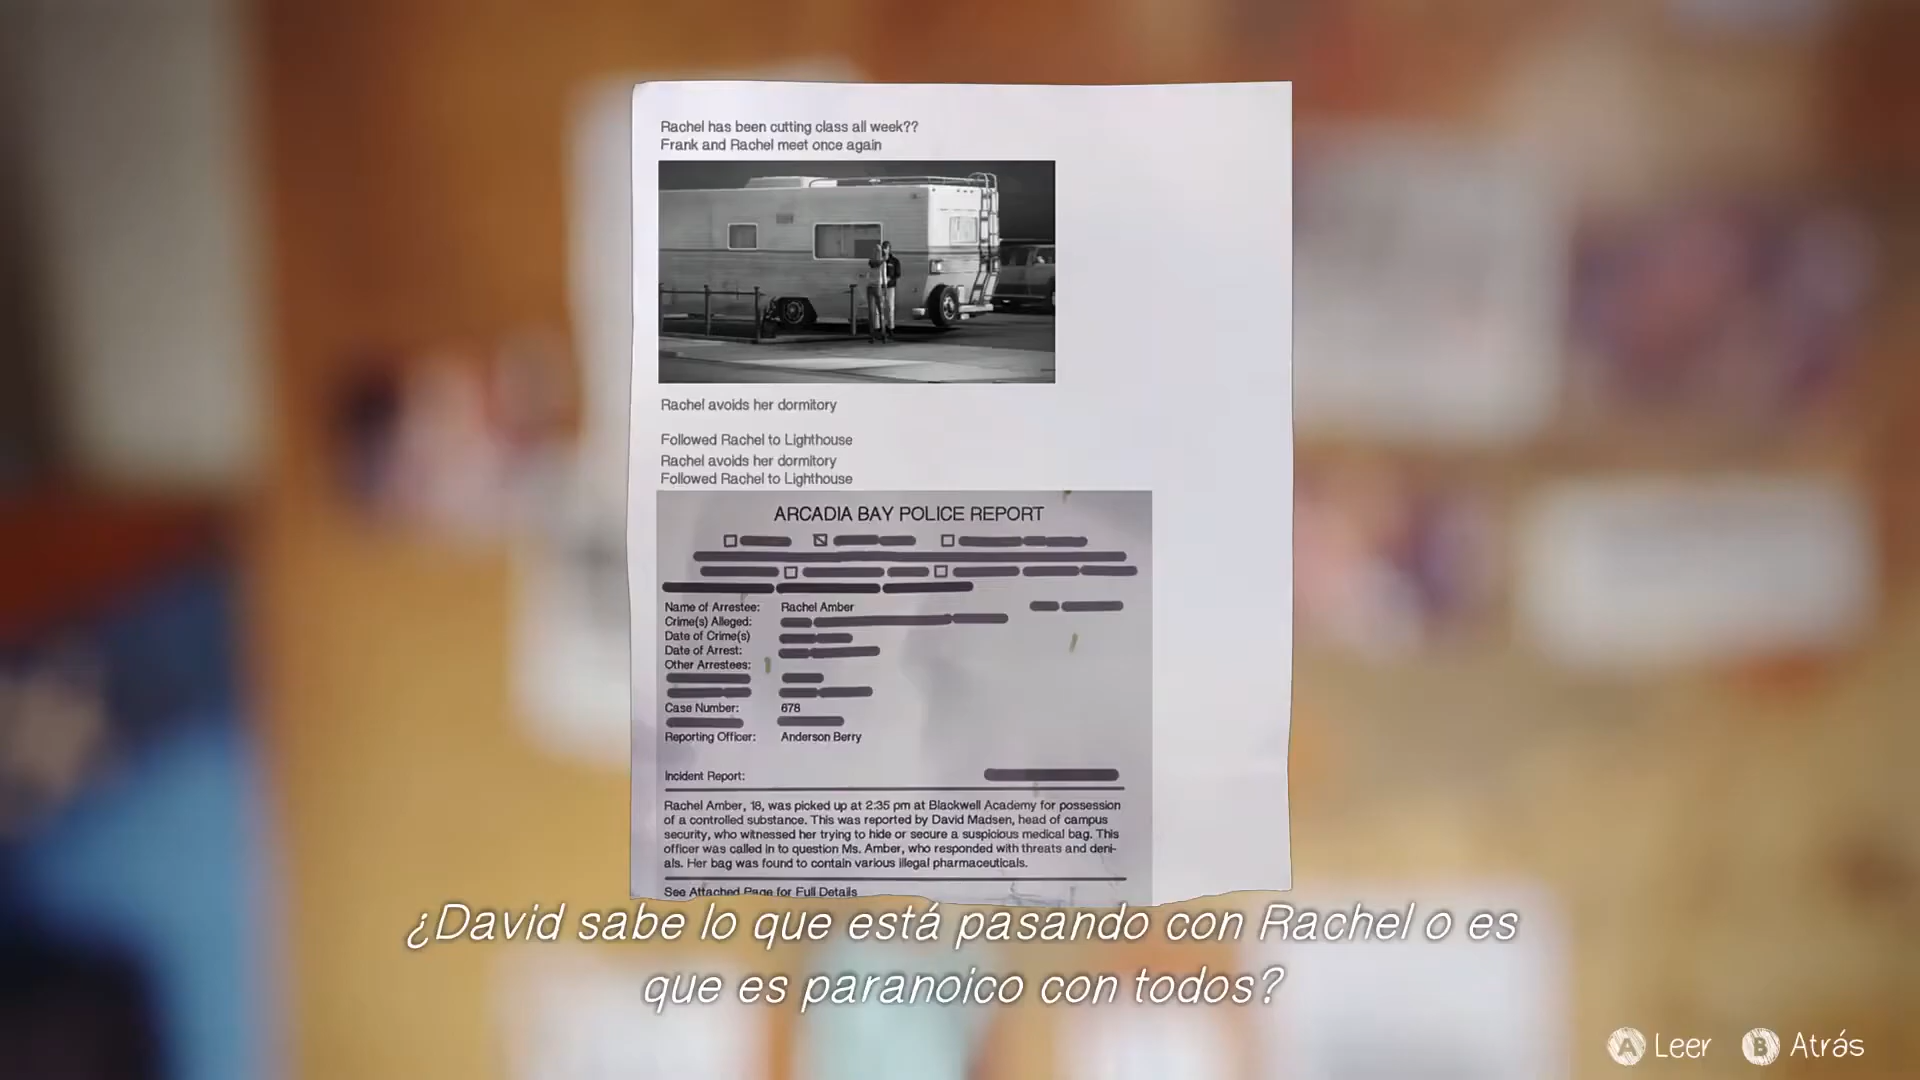 Rachel has been cutting class all week??
Frank and Rachel meet once again
Rachel avoids her dormitory
Followed Rachel to Lighthouse
Rachel avoids her dormitory
Followed Rachel to Lighthouse
ARCADIA BAY POLICE REPORT
Name of Arrestee: Rachel Amber
Crime(s) Alleged:
Date of Crime(s)
Date of Arrest:
Other Arrestees:
Case Number: 678
Reporting Officer: Anderson Berry
Incident Report:
Rachel Amber, 18, was picked up at 2:35 pm at Blackwell Academy for possession
of a controlled substance. This was reported by David Madsen, head of campus
security, who witnessed her trying to hide or secure a suspicious medical bag. This
officer was called in to question Ms. Amber, who responded with threats and deni-
als. Her bag was found to contain various illegal pharmaceuticals.
See Attached Page for Full Details
¿David sabe lo que está pasando con Rachel o es
que es paranoico con todos?
A Leer B Atrás